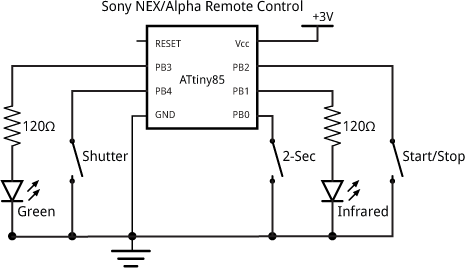 Sony NEX/Alpha Remote Control
+3V
RESET Vcc
PB3 PB2
ATtiny85
PB4 PB1
GND PB0
120Ω 120Ω
Shutter 2-Sec Start/Stop
Green Infrared